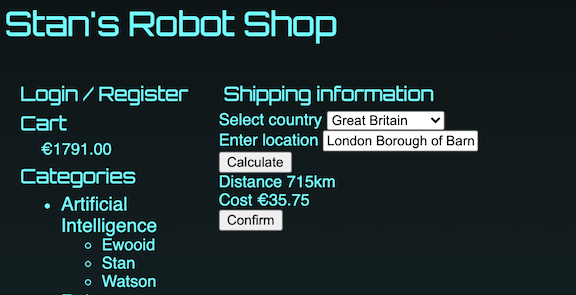 Stan's Robot Shop
Login / Register
Cart
€1791.00
Categories
Artificial
Intelligence
Ewooid
Stan
Watson
Shipping information
Select country Great Britain
Enter location London Borough of Barn
Calculate
Distance 715km
Cost €35.75
Confirm